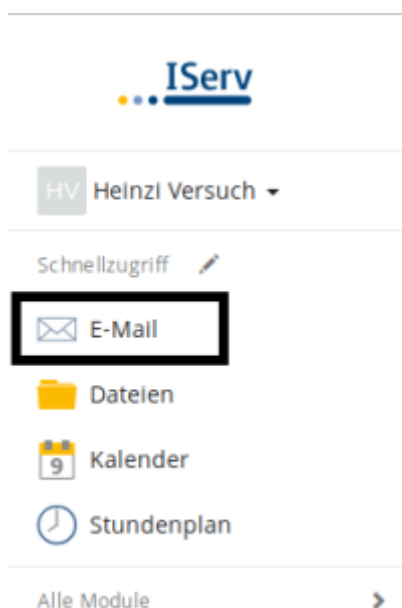 IServ
HV Heinzi Versuch
Schnellzugriff
E-Mail
Dateien
9 Kalender
Stundenplan
Alle Module